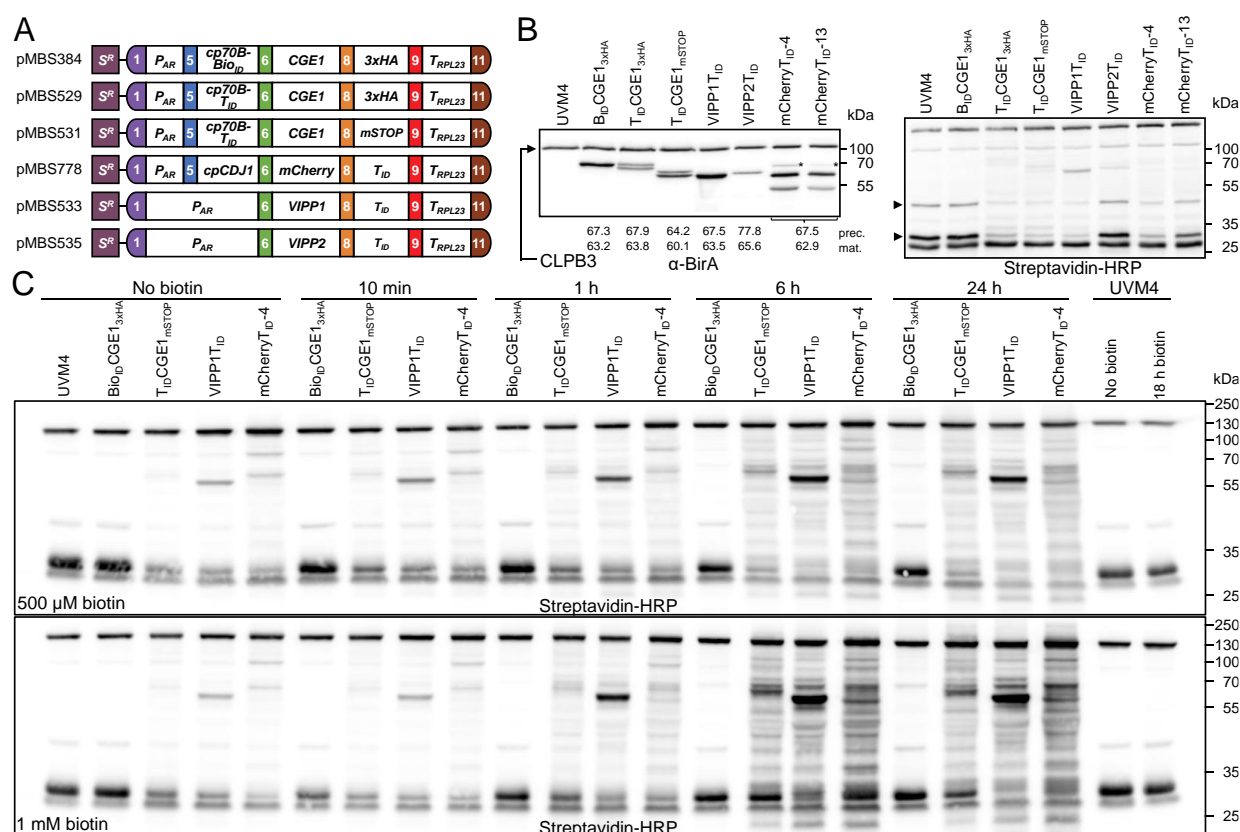 A
pMBS384 S^R 1 P_AR 5 cp70B-Bio_ID 6 CGE1 8 3xHA 9 T_RPL23 11
pMBS529 S^R 1 P_AR 5 cp70B-T_ID 6 CGE1 8 3xHA 9 T_RPL23 11
pMBS531 S^R 1 P_AR 5 cp70B-T_ID 6 CGE1 8 mSTOP 9 T_RPL23 11
pMBS778 S^R 1 P_AR 5 cpCDJ1 6 mCherry 8 T_ID 9 T_RPL23 11
pMBS533 S^R 1 P_AR 6 VIPP1 8 T_ID 9 T_RPL23 11
pMBS535 S^R 1 P_AR 6 VIPP2 8 T_ID 9 T_RPL23 11
B
UVM4 B_IDCGE1_3xHA T_IDCGE1_3xHA T_IDCGE1_mSTOP VIPP1T_ID VIPP2T_ID mCherryT_ID-4 mCherryT_ID-13
kDa
100
70
55
* *
67.3 67.9 64.2 67.5 77.8 67.5 prec.
63.2 63.8 60.1 63.5 65.6 62.9 mat.
CLPB3 α-BirA
UVM4 B_IDCGE1_3xHA T_IDCGE1_3xHA T_IDCGE1_mSTOP VIPP1T_ID VIPP2T_ID mCherryT_ID-4 mCherryT_ID-13
kDa
100
70
55
35
25
Streptavidin-HRP
C
No biotin 10 min 1 h 6 h 24 h UVM4
UVM4 Bio_IDCGE1_3xHA T_IDCGE1_mSTOP VIPP1T_ID mCherryT_ID-4 Bio_IDCGE1_3xHA T_IDCGE1_mSTOP VIPP1T_ID mCherryT_ID-4 Bio_IDCGE1_3xHA T_IDCGE1_mSTOP VIPP1T_ID mCherryT_ID-4 Bio_IDCGE1_3xHA T_IDCGE1_mSTOP VIPP1T_ID mCherryT_ID-4 Bio_IDCGE1_3xHA T_IDCGE1_mSTOP VIPP1T_ID mCherryT_ID-4 No biotin 18 h biotin
kDa
250
130
100
70
55
35
25
500 µM biotin Streptavidin-HRP
250
130
100
70
55
35
25
1 mM biotin Streptavidin-HRP